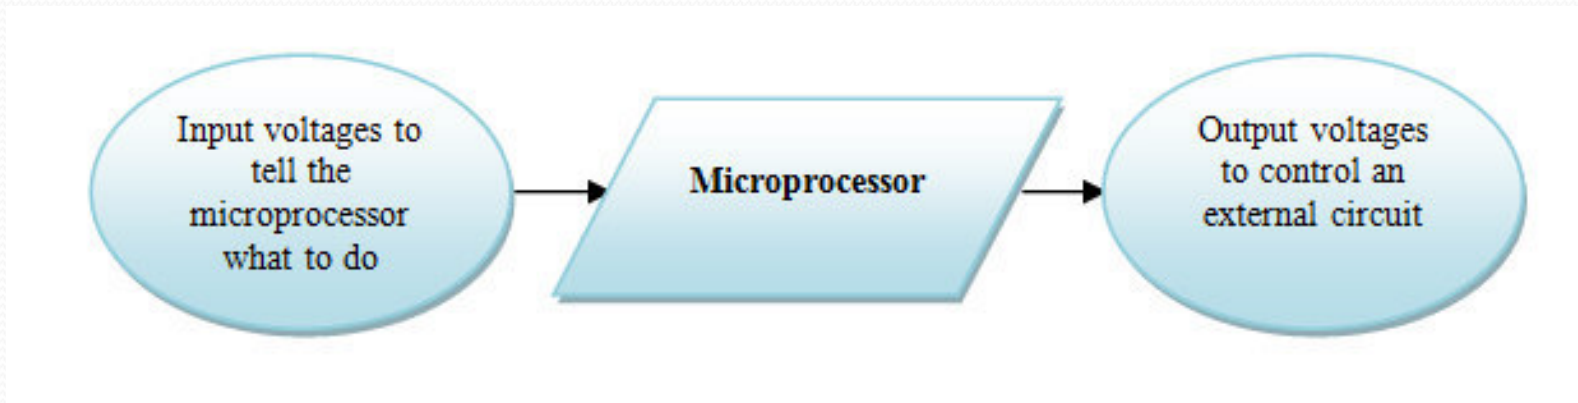 Input voltages to
tell the
microprocessor
what to do
Microprocessor
Output voltages
to control an
external circuit